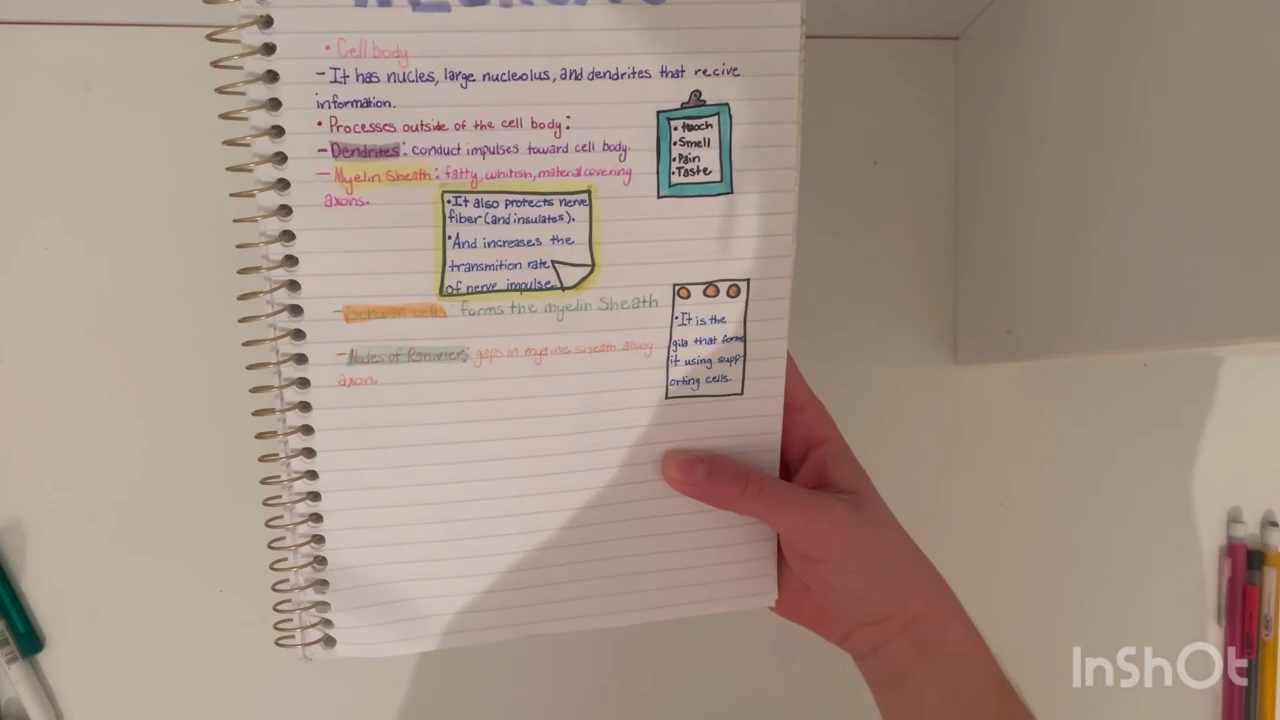 • Cell body
- It has nucles, large nucleolus, and dendrites that recive
information.
• Processes outside of the cell body:
- Dendrites: conduct impulses toward cell body.
- Myelin Sheath: fatty, whitish, material covering
axons.
• Smell
• Pain
• Taste
• It also protects nerve
fiber (and insulates).
• And increases the
transmition rate
of nerve impulse.
- Schwan cells: forms the myelin Sheath
- Nodes of Ranvier: gaps in sheath along
axon.
• It is the
glia that forms
it using supp-
orting cells.
InShOt